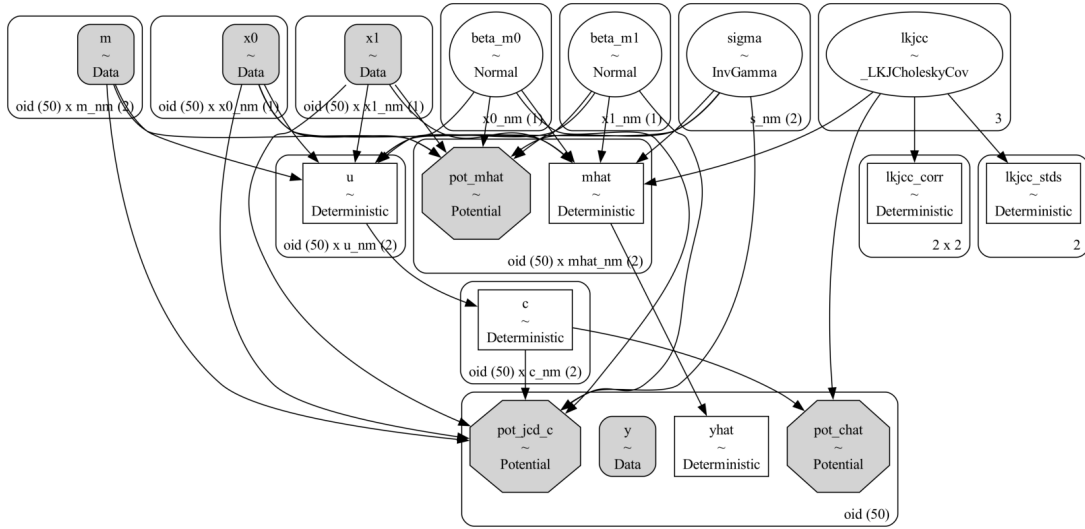 m
~
Data
oid (50) x m_nm (2)
x0
~
Data
oid (50) x x0_nm (1)
x1
~
Data
oid (50) x x1_nm (1)
beta_m0
~
Normal
x0_nm (1)
beta_m1
~
Normal
x1_nm (1)
sigma
~
InvGamma
s_nm (2)
lkjcc
~
_LKJCholeskyCov
3
u
~
Deterministic
oid (50) x u_nm (2)
pot_mhat
~
Potential
mhat
~
Deterministic
oid (50) x mhat_nm (2)
lkjcc_corr
~
Deterministic
2 x 2
lkjcc_stds
~
Deterministic
2
c
~
Deterministic
oid (50) x c_nm (2)
pot_jcd_c
~
Potential
y
~
Data
yhat
~
Deterministic
pot_chat
~
Potential
oid (50)